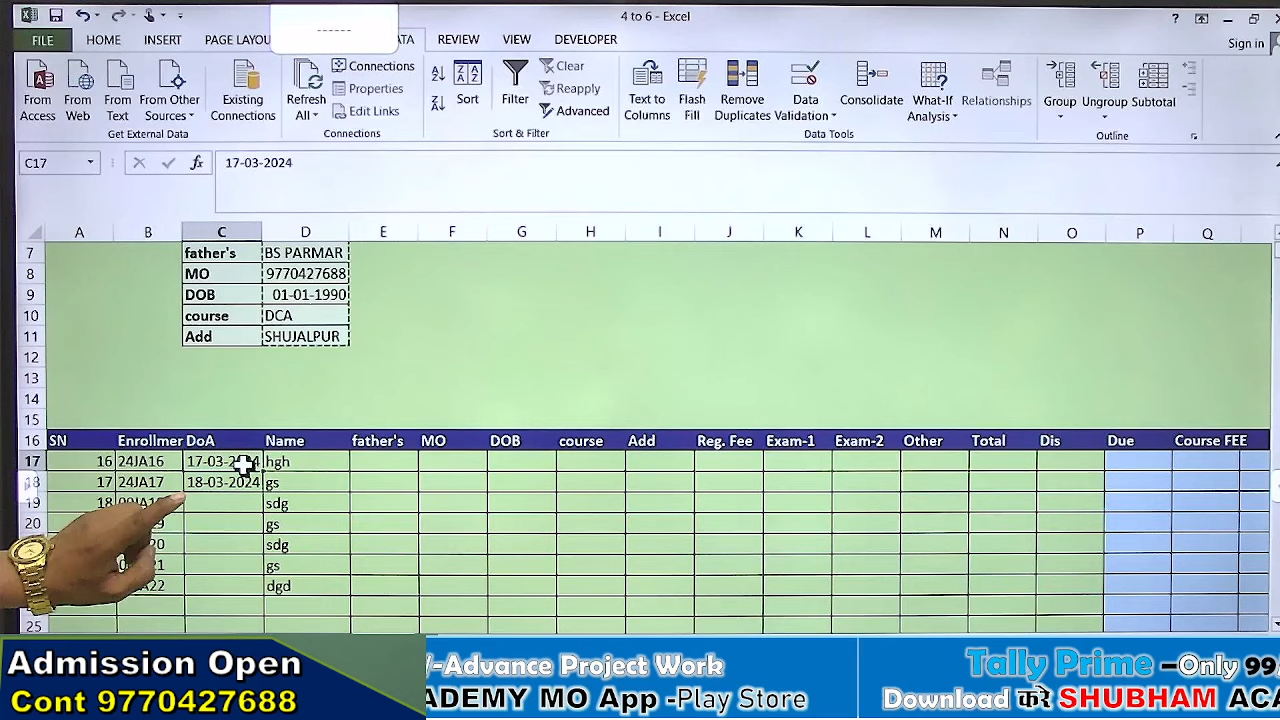 4 to 6 - Excel
FILE HOME INSERT PAGE LAYOU ATA REVIEW VIEW DEVELOPER Sign in
From Access
From Web
From Text
From Other Sources
Existing Connections
Refresh All
Connections
Properties
Edit Links
Sort
Filter
Clear
Reapply
Advanced
Text to Columns
Flash Fill
Remove Duplicates
Data Validation
Consolidate
What-If Analysis
Relationships
Group
Ungroup
Subtotal
Get External Data Connections Sort & Filter Data Tools Outline
C17 fx 17-03-2024
A B C D E F G H I J K L M N O P Q
7 father's BS PARMAR
8 MO 9770427688
9 DOB 01-01-1990
10 course DCA
11 Add SHUJALPUR
12
13
14
15
16 SN Enrollmer DoA Name father's MO DOB course Add Reg. Fee Exam-1 Exam-2 Other Total Dis Due Course FEE
17 16 24JA16 17-03-2024 hgh
18 17 24JA17 18-03-2024 gs
19 18 sdg
20 gs
sdg
gs
dgd
25
Admission Open
Cont 9770427688
-Advance Project Work
ADEMY MO App -Play Store
Tally Prime –Only 99
Download करे SHUBHAM ACA